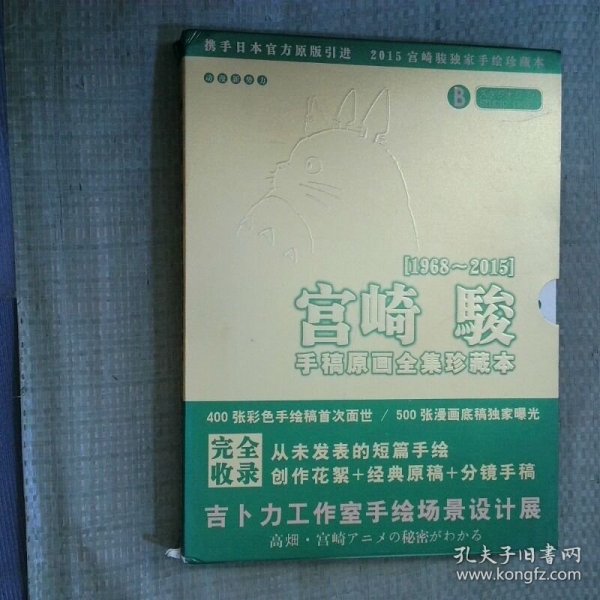 携手日本官方原版引进 2015宫崎骏独家手绘珍藏本
动漫新势力
B
[1968～2015]
宫崎 駿
手稿原画全集珍藏本
400张彩色手绘稿首次面世 / 500张漫画底稿独家曝光
完全收录
从未发表的短篇手绘
创作花絮＋经典原稿＋分镜手稿
吉卜力工作室手绘场景设计展
高畑・宮崎アニメの秘密がわかる
孔夫子旧书网
www.kongfz.com